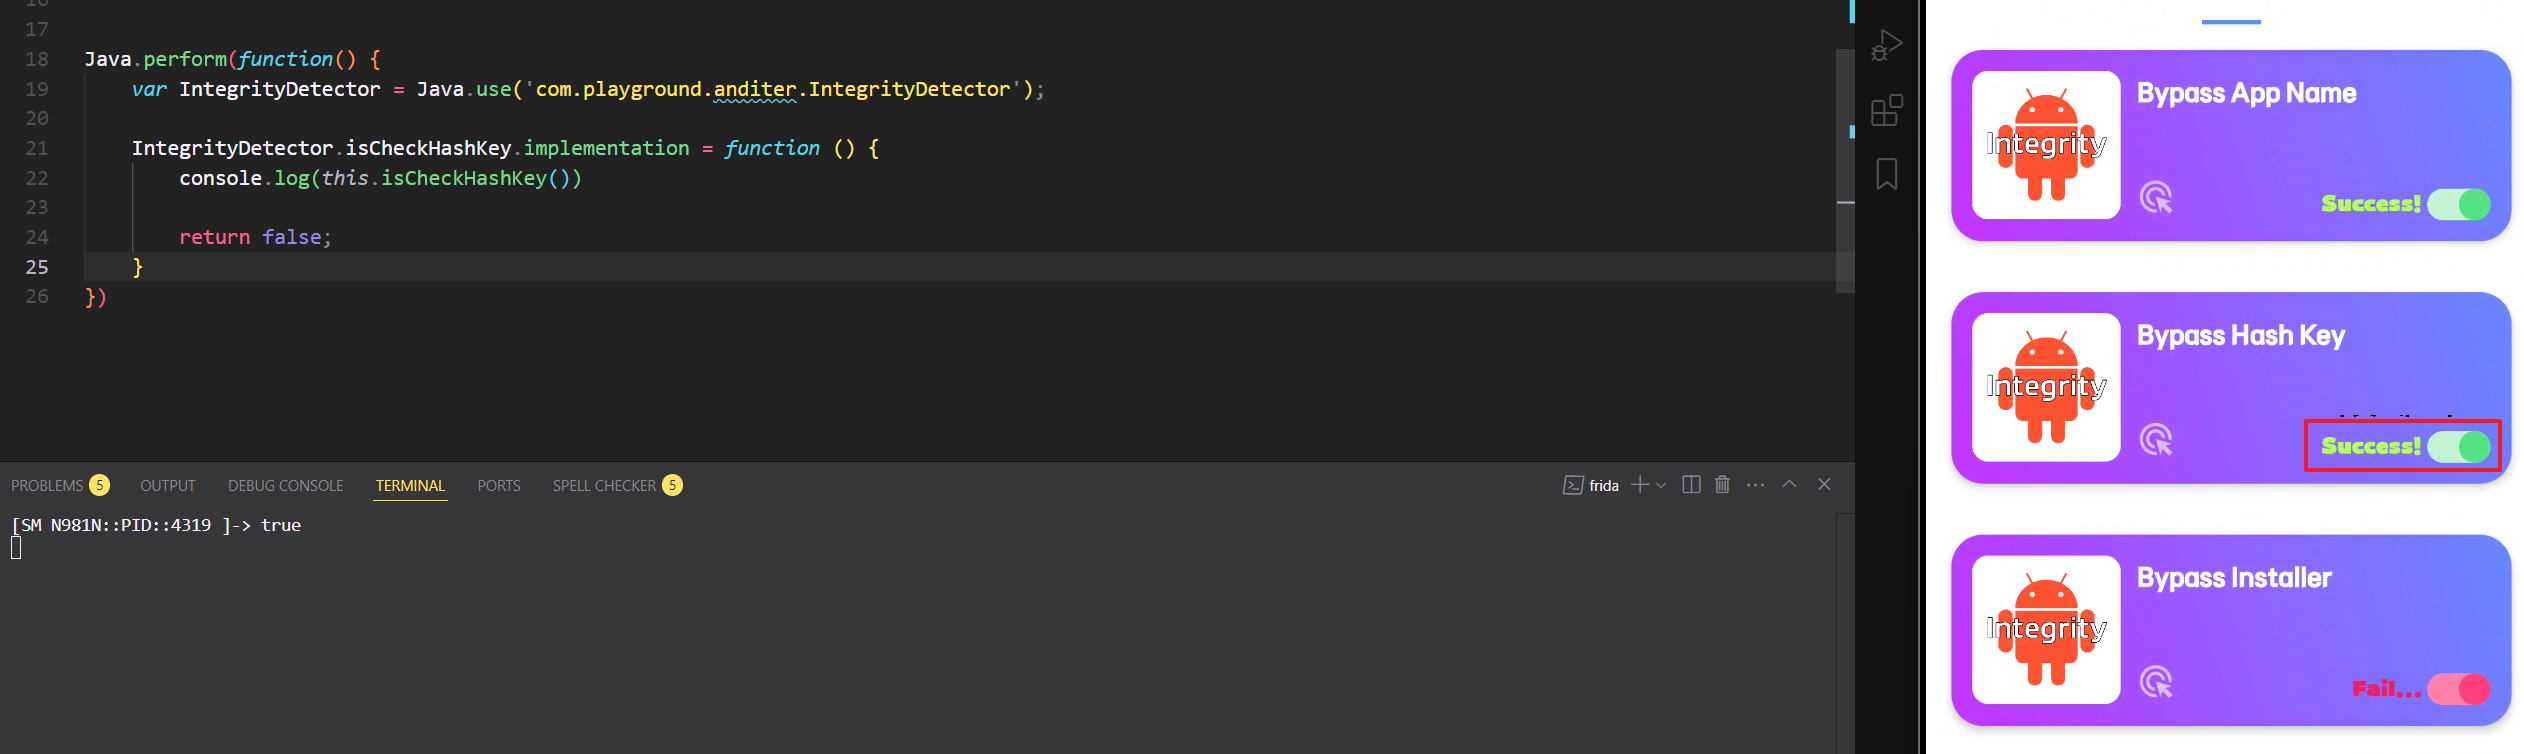 16
17
18 Java.perform(function() {
19 var IntegrityDetector = Java.use('com.playground.anditer.IntegrityDetector');
20
21 IntegrityDetector.isCheckHashKey.implementation = function () {
22 console.log(this.isCheckHashKey())
23
24 return false;
25 }
26 })
PROBLEMS 5 OUTPUT DEBUG CONSOLE TERMINAL PORTS SPELL CHECKER 5
frida
[SM N981N::PID::4319 ]-> true
Bypass App Name
Integrity
Success!
Bypass Hash Key
Integrity
Success!
Bypass Installer
Integrity
Fail...